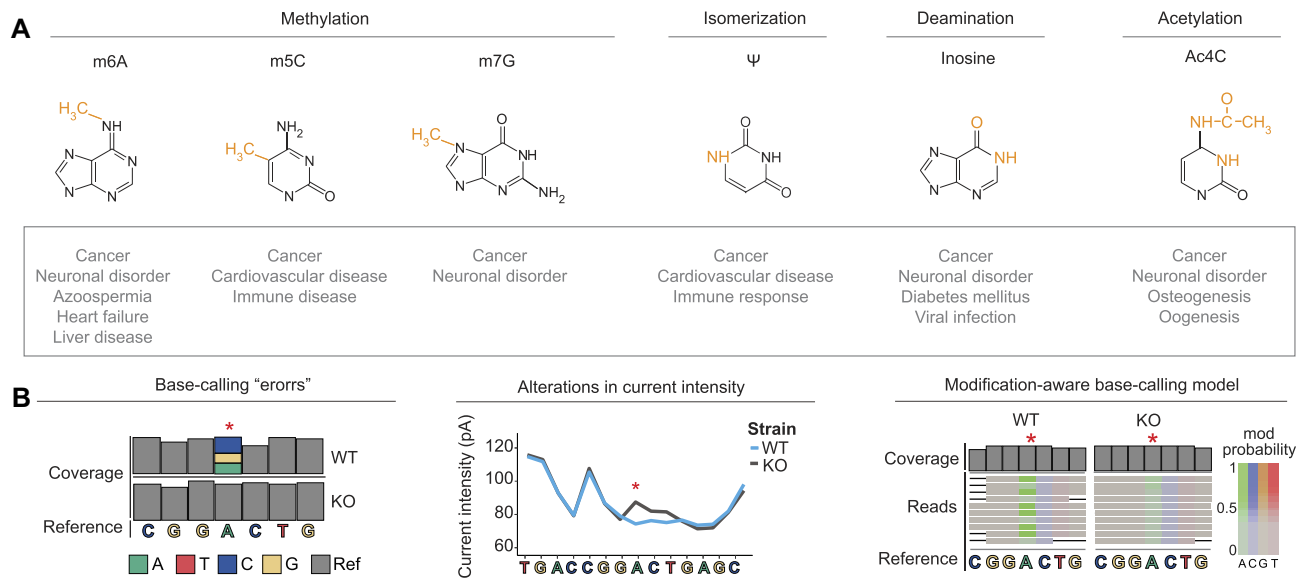 A
Methylation
Isomerization
Deamination
Acetylation
m6A
m5C
m7G
Ψ
Inosine
Ac4C
H3C
NH
N
N
N
N
H3C
NH2
N
N
O
H3C
O
N
NH
N
N
NH2
O
NH
NH
O
O
N
NH
N
N
O
NH C CH3
NH
N
O
Cancer
Neuronal disorder
Azoospermia
Heart failure
Liver disease
Cancer
Cardiovascular disease
Immune disease
Cancer
Neuronal disorder
Cancer
Cardiovascular disease
Immune response
Cancer
Neuronal disorder
Diabetes mellitus
Viral infection
Cancer
Neuronal disorder
Osteogenesis
Oogenesis
B
Base-calling “erorrs”
*
Coverage
WT
KO
Reference
C G G A C T G
A T C G Ref
Alterations in current intensity
Current intensity (pA)
120
100
80
60
*
Strain
WT
KO
T G A C C G G A C T G A G C
Modification-aware base-calling model
WT KO
* *
Coverage
Reads
Reference
C G G A C T G C G G A C T G
mod
probability
1
0.5
0
A C G T